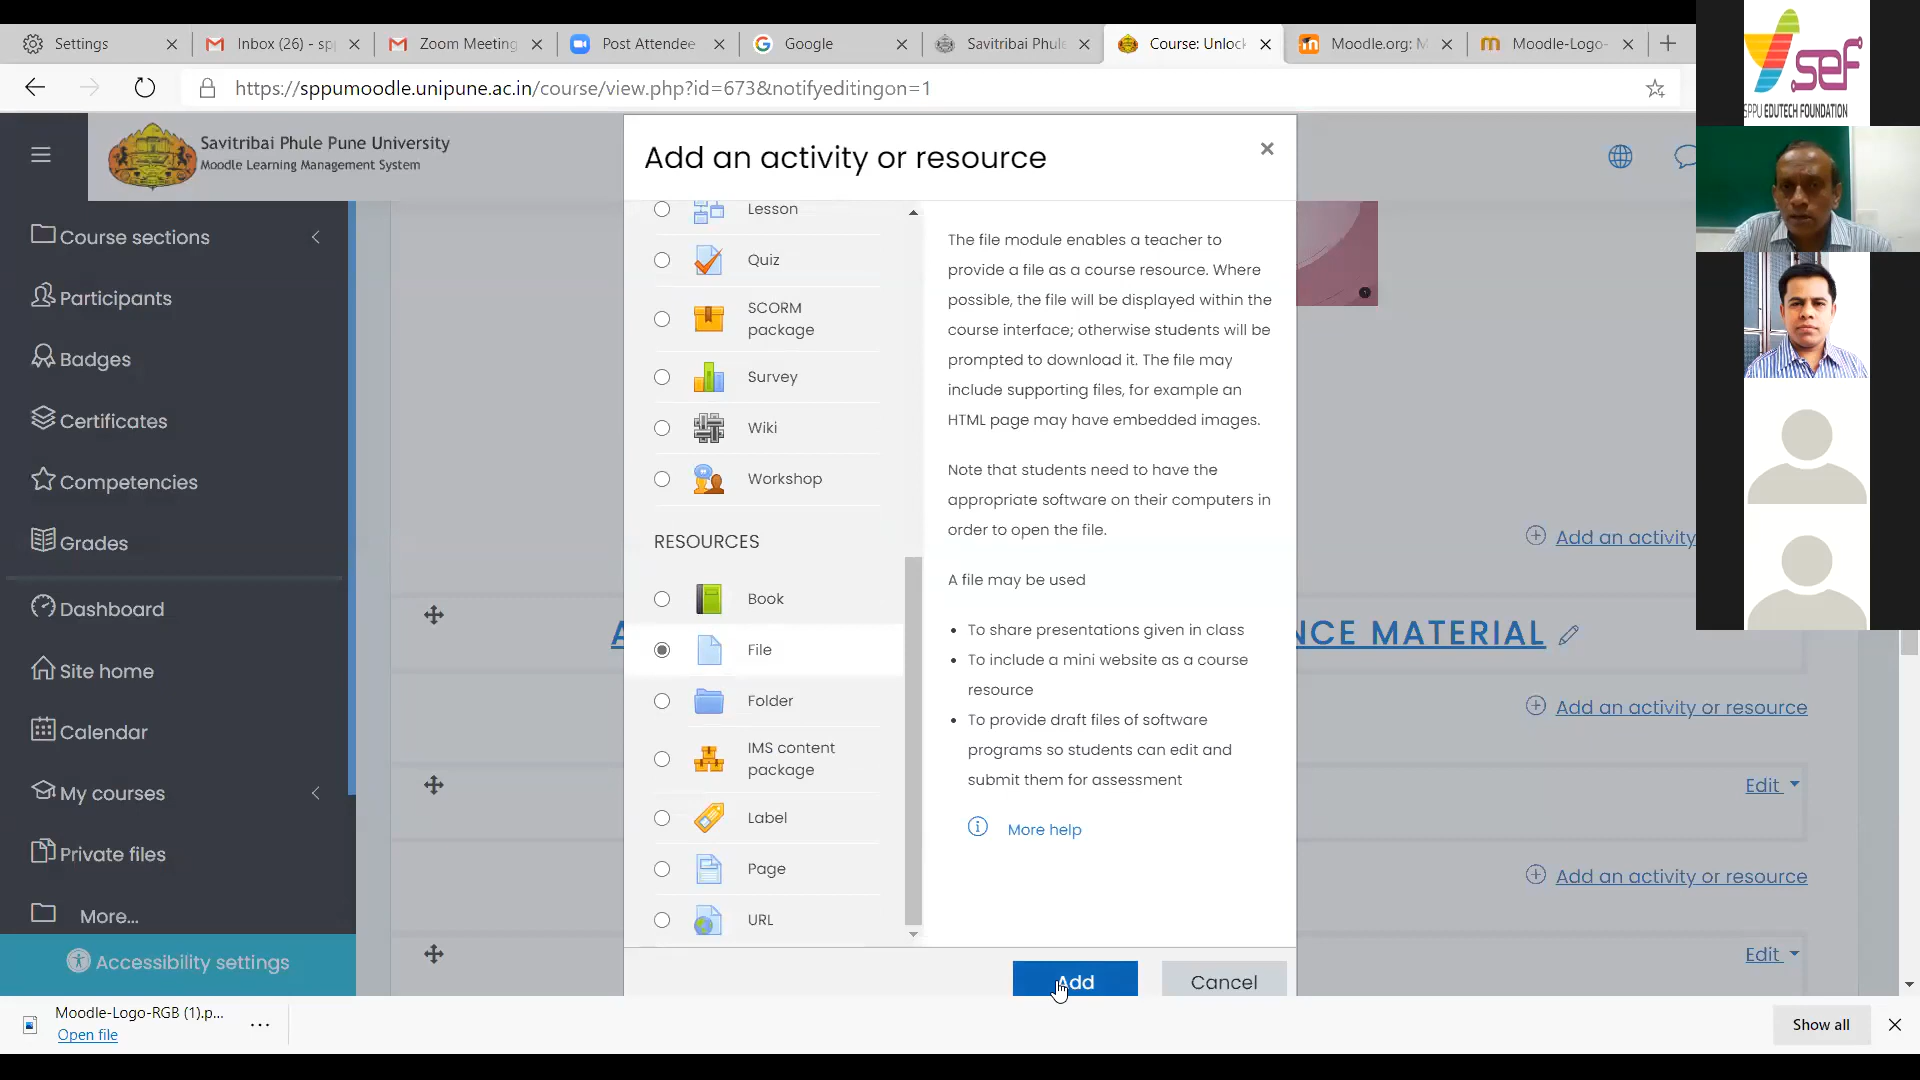 Settings
Inbox (26) - sp
Zoom Meeting
Post Attendee
Google
Savitribai Phule
Course: Unlock
Moodle.org: M
Moodle-Logo-
https://sppumoodle.unipune.ac.in/course/view.php?id=673&notifyeditingon=1
sef
SPPU EDUTECH FOUNDATION
Savitribai Phule Pune University
Moodle Learning Management System
Course sections
Participants
Badges
Certificates
Competencies
Grades
Dashboard
Site home
Calendar
My courses
Private files
More...
Accessibility settings
Add an activity or resource
Lesson
Quiz
SCORM
package
Survey
Wiki
Workshop
RESOURCES
Book
File
Folder
IMS content
package
Label
Page
URL
The file module enables a teacher to
provide a file as a course resource. Where
possible, the file will be displayed within the
course interface; otherwise students will be
prompted to download it. The file may
include supporting files, for example an
HTML page may have embedded images.
Note that students need to have the
appropriate software on their computers in
order to open the file.
A file may be used
• To share presentations given in class
• To include a mini website as a course
resource
• To provide draft files of software
programs so students can edit and
submit them for assessment
More help
Add
Cancel
Add an activity
NCE MATERIAL
Add an activity or resource
Edit
Add an activity or resource
Edit
Moodle-Logo-RGB (1).p...
Open file
Show all